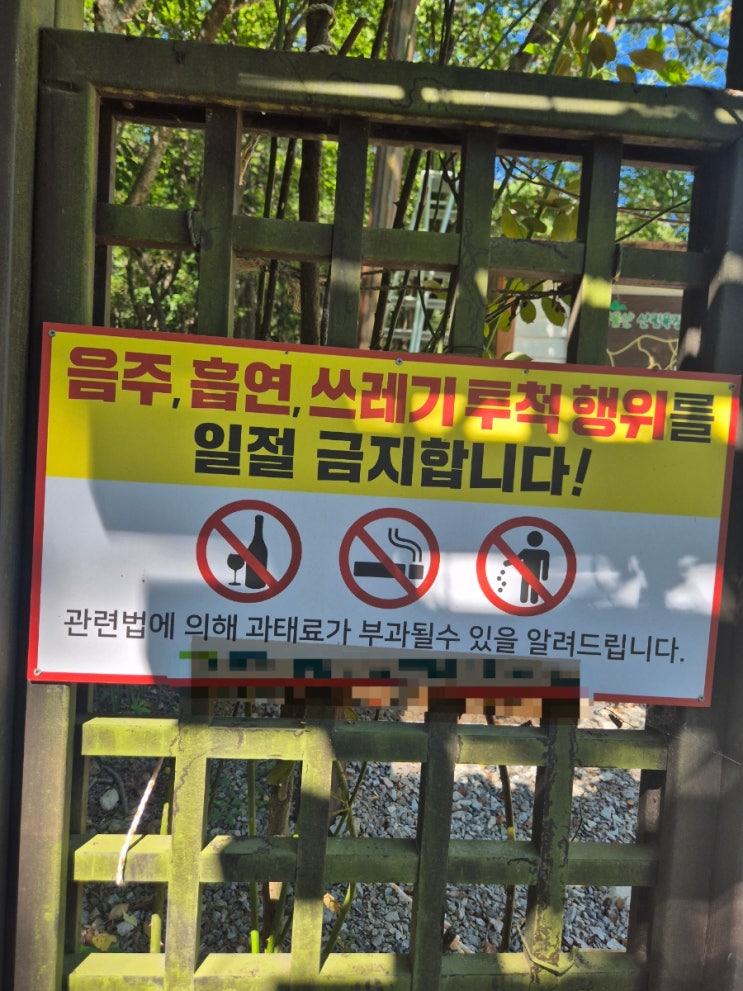 음주, 흡연, 쓰레기 투척 행위를
일절 금지합니다!
관련법에 의해 과태료가 부과될수 있을 알려드립니다.